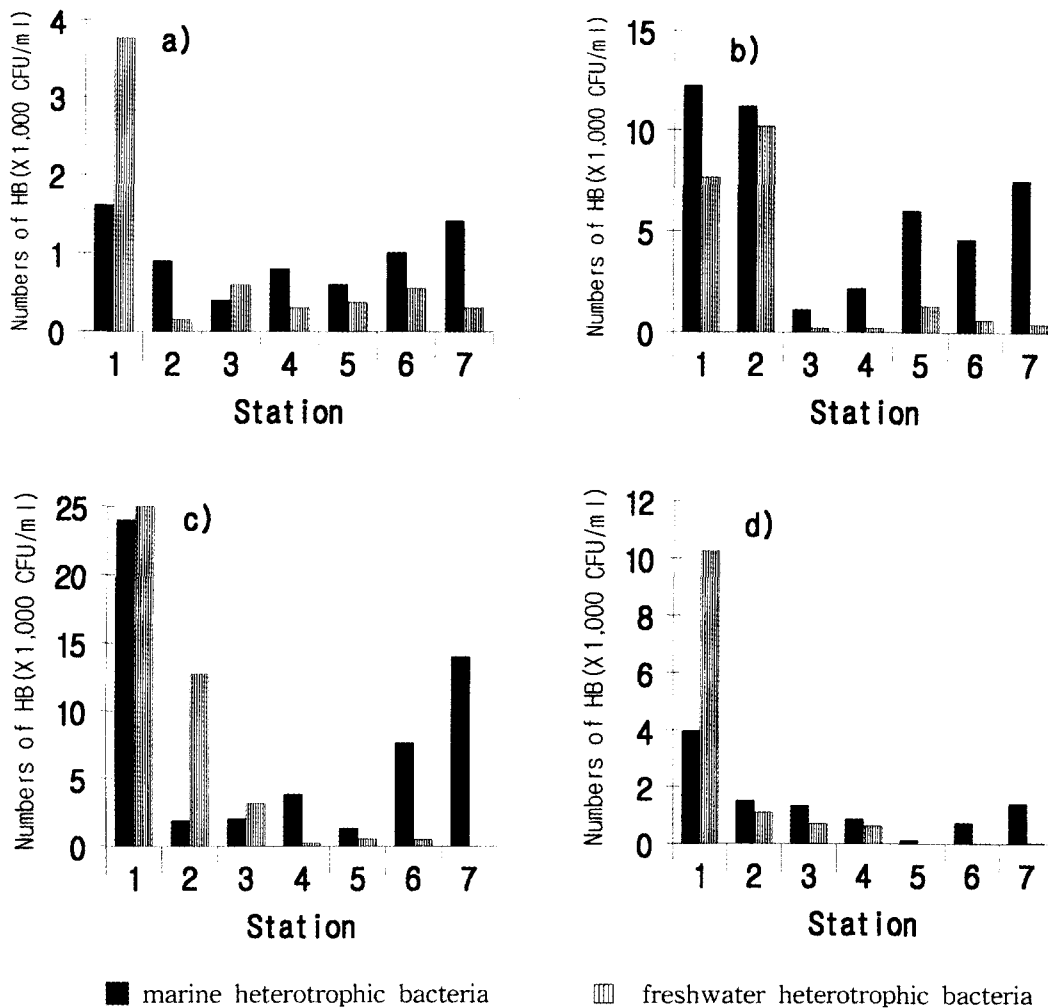 a)
Numbers of HB(X1,000 CFU/ml)
4
3
2
1
0
1 2 3 4 5 6 7
Station
b)
Numbers of HB(X1,000 CFU/ml)
15
10
5
0
1 2 3 4 5 6 7
Station
c)
Numbers of HB(X1,000 CFU/ml)
25
20
15
10
5
0
1 2 3 4 5 6 7
Station
d)
Numbers of HB(X1,000 CFU/ml)
12
10
8
6
4
2
0
1 2 3 4 5 6 7
Station
marine heterotrophic bacteria
freshwater heterotrophic bacteria